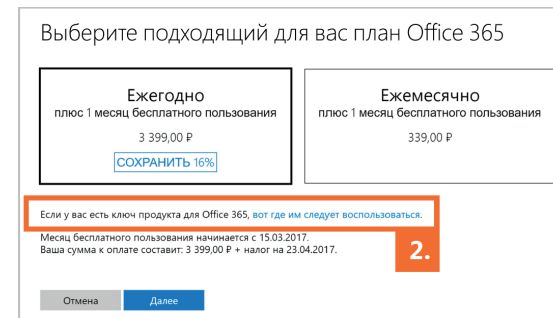 Выберите подходящий для вас план Office 365
Ежегодно
плюс 1 месяц бесплатного пользования
3 399,00 ₽
СОХРАНИТЬ 16%
Ежемесячно
плюс 1 месяц бесплатного пользования
339,00 ₽
Если у вас есть ключ продукта для Office 365, вот где им следует воспользоваться.
Месяц бесплатного пользования начинается с 15.03.2017.
Ваша сумма к оплате составит: 3 399,00 ₽ + налог на 23.04.2017.
2.
Отмена
Далее